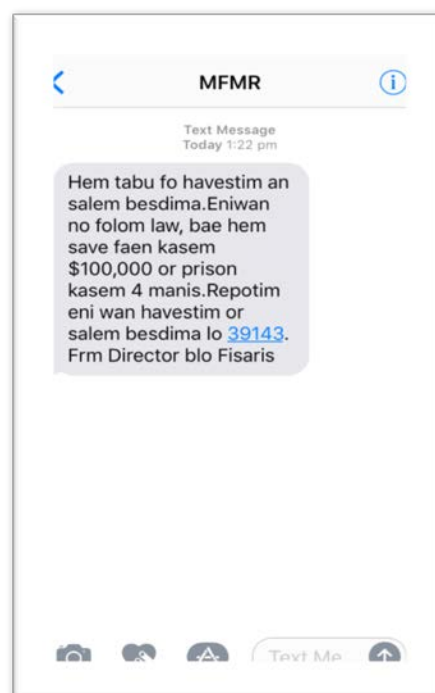 MFMR
Text Message
Today 1:22 pm
Hem tabu fo havestim an
salem besdima.Eniwan
no folom law, bae hem
save faen kasem
$100,000 or prison
kasem 4 manis.Repotim
eni wan havestim or
salem besdima lo 39143.
Frm Director blo Fisaris
Text Me